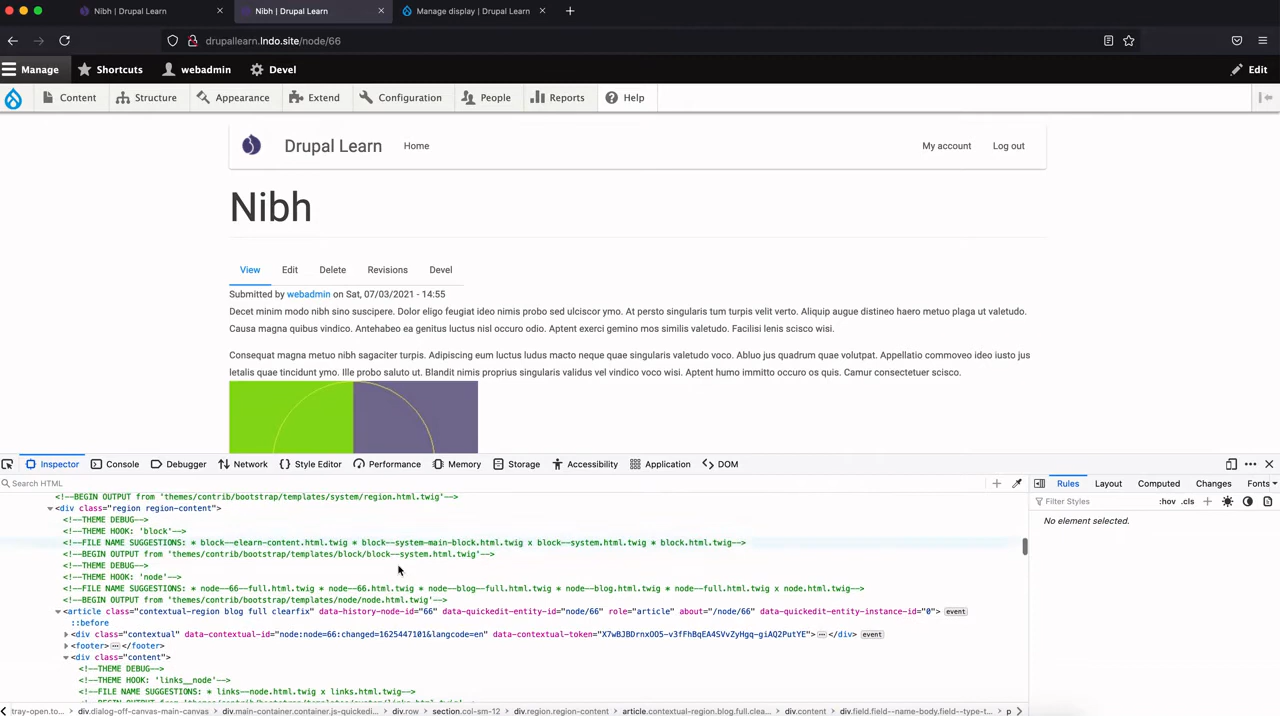 Nibh | Drupal Learn
Nibh | Drupal Learn
Manage display | Drupal Learn
drupallearn.lndo.site/node/66
Manage Shortcuts webadmin Devel Edit
Content Structure Appearance Extend Configuration People Reports Help
Drupal Learn Home My account Log out
Nibh
View Edit Delete Revisions Devel
Submitted by webadmin on Sat, 07/03/2021 - 14:55
Decet minim modo nibh sino suscipere. Dolor eligo feugiat ideo nimis probo sed ulciscor ymo. At persto singularis tum turpis velit verto. Aliquip augue distineo haero metuo plaga ut valetudo.
Causa magna quibus vindico. Antehabeo ea genitus luctus nisl occuro odio. Aptent exerci gemino mos similis valetudo. Facilisi lenis scisco wisi.
Consequat magna metuo nibh sagaciter turpis. Adipiscing eum luctus ludus macto neque quae singularis valetudo voco. Abluo jus quadrum quae volutpat. Appellatio commoveo ideo iusto jus
letalis quae tincidunt ymo. Ille probo saluto ut. Blandit nimis proprius singularis validus vel vindico voco wisi. Aptent humo immitto occuro os quis. Camur consectetuer scisco.
Inspector Console Debugger Network Style Editor Performance Memory Storage Accessibility Application DOM
Search HTML
Rules Layout Computed Changes Fonts
Filter Styles :hov .cls
No element selected.
<!--BEGIN OUTPUT from 'themes/contrib/bootstrap/templates/system/region.html.twig'-->
<div class="region region-content">
<!--THEME DEBUG-->
<!--THEME HOOK: 'block'-->
<!--FILE NAME SUGGESTIONS: * block--elearn-content.html.twig * block--system-main-block.html.twig x block--system.html.twig * block.html.twig-->
<!--BEGIN OUTPUT from 'themes/contrib/bootstrap/templates/block/block--system.html.twig'-->
<!--THEME DEBUG-->
<!--THEME HOOK: 'node'-->
<!--FILE NAME SUGGESTIONS: * node--66--full.html.twig * node--66.html.twig * node--blog--full.html.twig * node--blog.html.twig * node--full.html.twig x node.html.twig-->
<!--BEGIN OUTPUT from 'themes/contrib/bootstrap/templates/node/node.html.twig'-->
<article class="contextual-region blog full clearfix" data-history-node-id="66" data-quickedit-entity-id="node/66" role="article" about="/node/66" data-quickedit-entity-instance-id="0"> event
::before
<div class="contextual" data-contextual-id="node:node=66:changed=1625447101&langcode=en" data-contextual-token="X7wBJBDrnxOO5-v3fFhBqEA4SVvZyHgq-giAQ2PutYE"> </div> event
<footer> </footer>
<div class="content">
<!--THEME DEBUG-->
<!--THEME HOOK: 'links__node'-->
<!--FILE NAME SUGGESTIONS: * links--node.html.twig x links.html.twig-->
tray-open.to... div.dialog-off-canvas-main-canvas div.main-container.container.js-quickedi... div.row section.col-sm-12 div.region.region-content article.contextual-region.blog.full.clea... div.content div.field.field--name-body.field--type-t... p